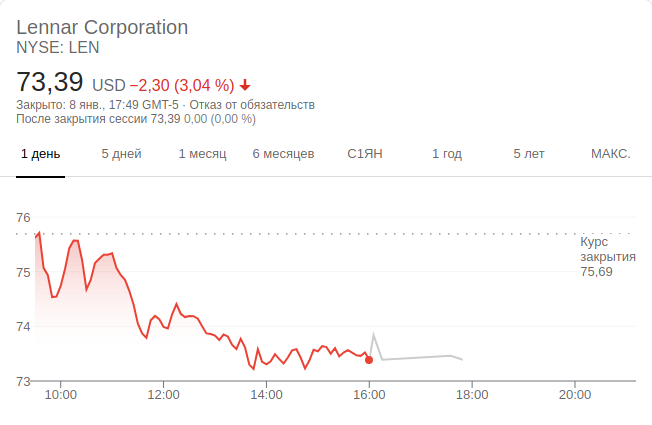 Lennar Corporation
NYSE: LEN
73,39 USD −2,30 (3,04 %)
Закрыто: 8 янв., 17:49 GMT-5 · Отказ от обязательств
После закрытия сессии 73,39 0,00 (0,00 %)
1 день 5 дней 1 месяц 6 месяцев С1ЯН 1 год 5 лет МАКС.
76
Курс
закрытия
75,69
75
74
73
10:00 12:00 14:00 16:00 18:00 20:00